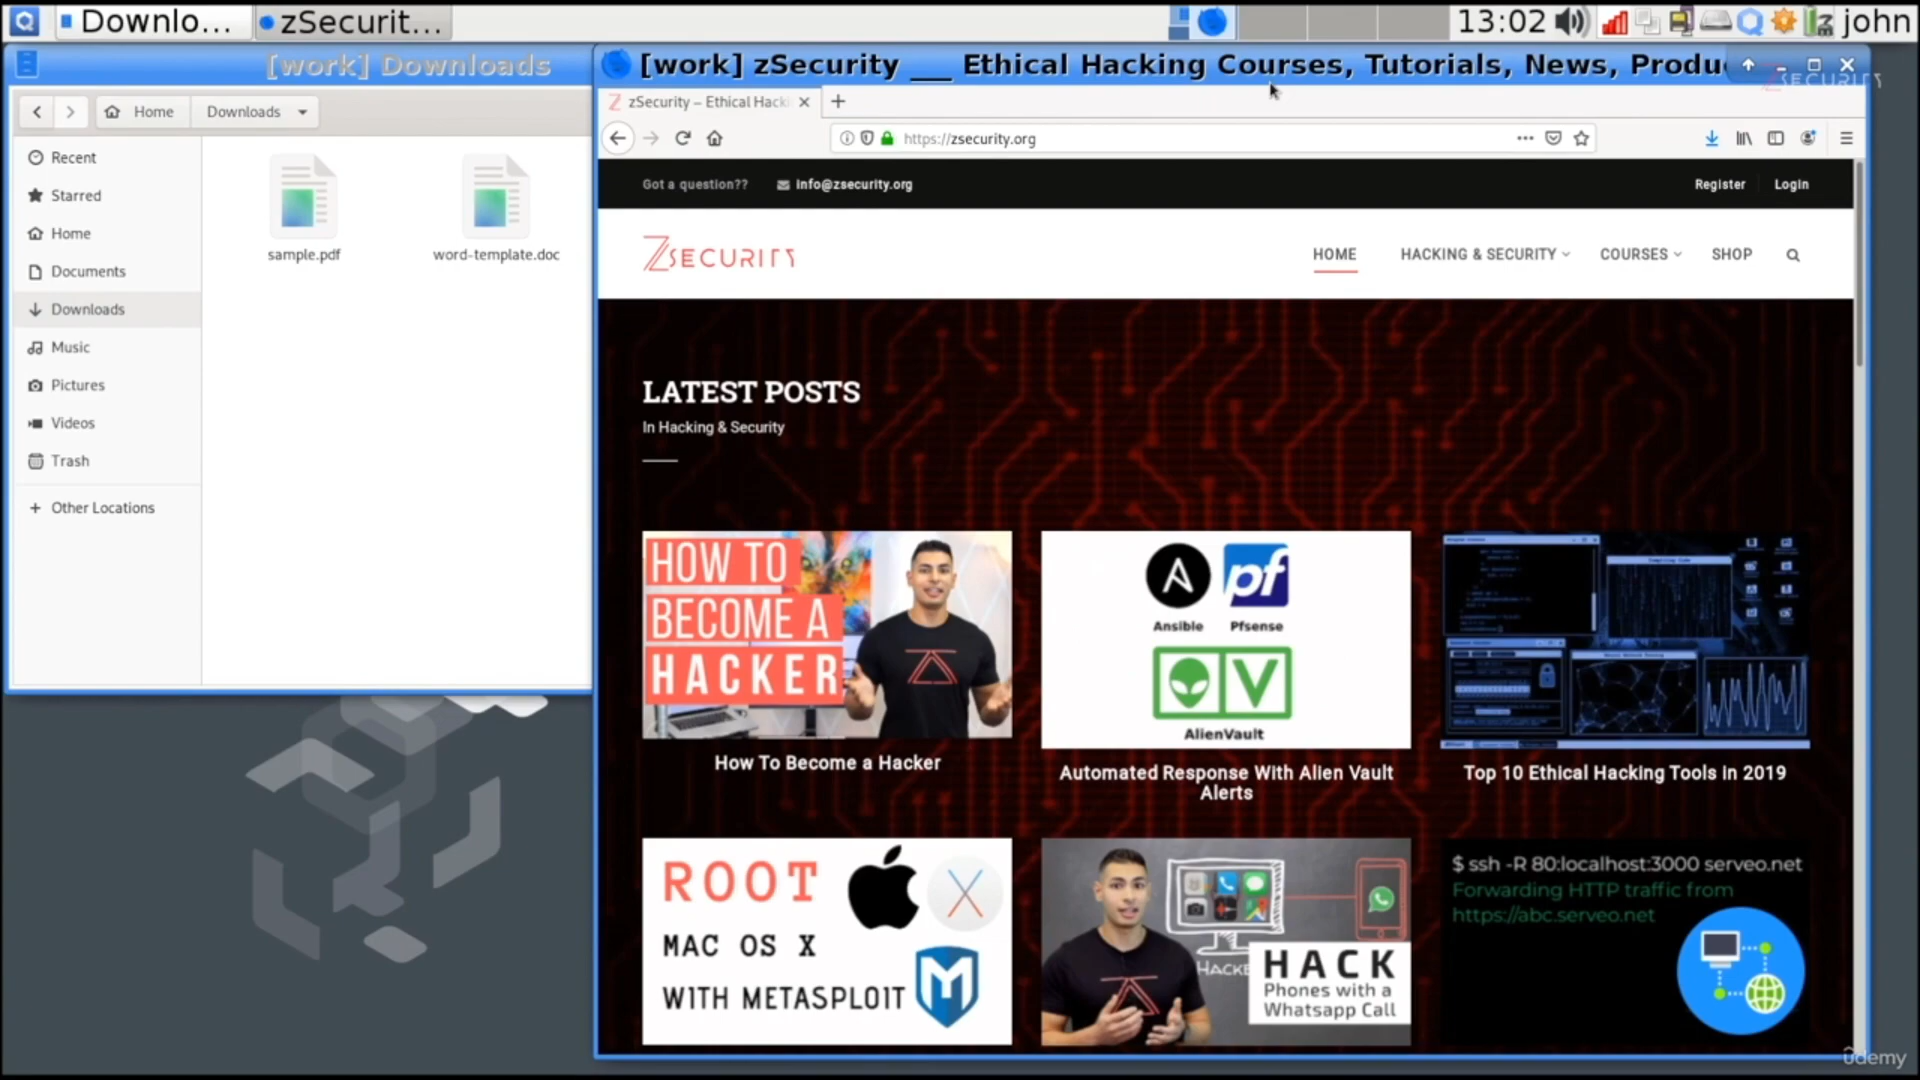 Downlo...
zSecurit...
13:02
john
[work] Downloads
Home
Downloads
Recent
Starred
Home
Documents
Downloads
Music
Pictures
Videos
Trash
Other Locations
sample.pdf
word-template.doc
[work] zSecurity __ Ethical Hacking Courses, Tutorials, News, Produ
ZSECURITY
zSecurity – Ethical Hack
https://zsecurity.org
Got a question??
info@zsecurity.org
Register
Login
ZSECURITY
HOME
HACKING & SECURITY
COURSES
SHOP
LATEST POSTS
In Hacking & Security
HOW TO
BECOME A
HACKER
How To Become a Hacker
Ansible
Pfsense
pf
AlienVault
Automated Response With Alien Vault
Alerts
Top 10 Ethical Hacking Tools in 2019
ROOT
MAC OS X
WITH METASPLOIT
HACK
Phones with a
Whatsapp Call
$ ssh -R 80:localhost:3000 serveo.net
Forwarding HTTP traffic from
https://abc.serveo.net
ûdemy